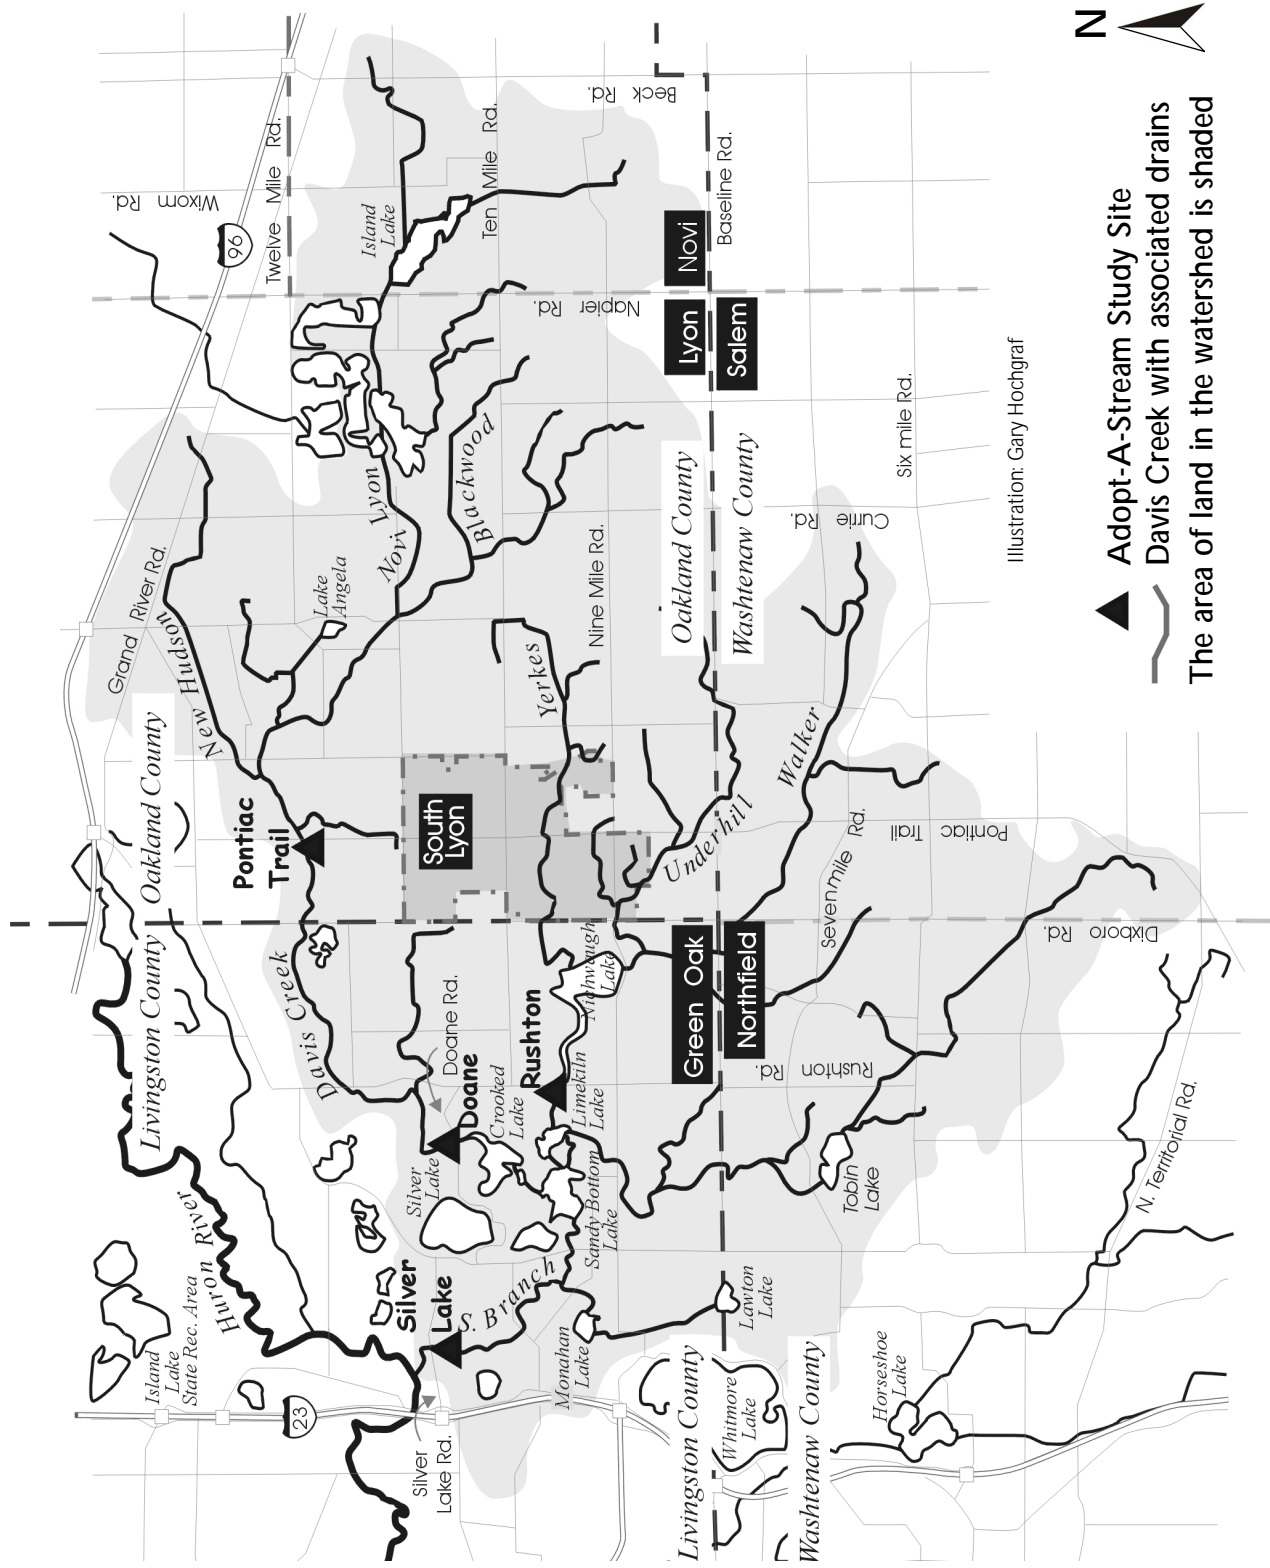 N
Adopt-A-Stream Study Site
Davis Creek with associated drains
The area of land in the watershed is shaded
Illustration: Gary Hochgraf
Wixom Rd.
96
Twelve Mile Rd.
Island
Lake
Ten Mile Rd.
Beck Rd.
Baseline Rd.
Novi
Lyon
Salem
Napier Rd.
Six mile Rd.
Grand River Rd.
New Hudson
Lake
Angela
Novi Lyon
Blackwood
Yerkes
Nine Mile Rd.
Oakland County
Washtenaw County
Currie Rd.
Walker
Underhill
Oakland County
Livingston County
Pontiac
Trail
South
Lyon
Seven mile Rd.
Pontiac Trail
Dixboro Rd.
Davis Creek
Doane Rd.
Doane
Rushton
Nichwaugh
Lake
Green Oak
Northfield
Rushton Rd.
Crooked
Lake
Limekiln
Lake
Silver
Lake
Sandy Bottom
Lake
Tobin
Lake
N. Territorial Rd.
Huron River
Island
Lake
State Rec. Area
Silver
Lake
S. Branch
Monahan
Lake
Lawton
Lake
23
Silver
Lake Rd.
Livingston County
Whitmore
Lake
Washtenaw County
Horseshoe
Lake